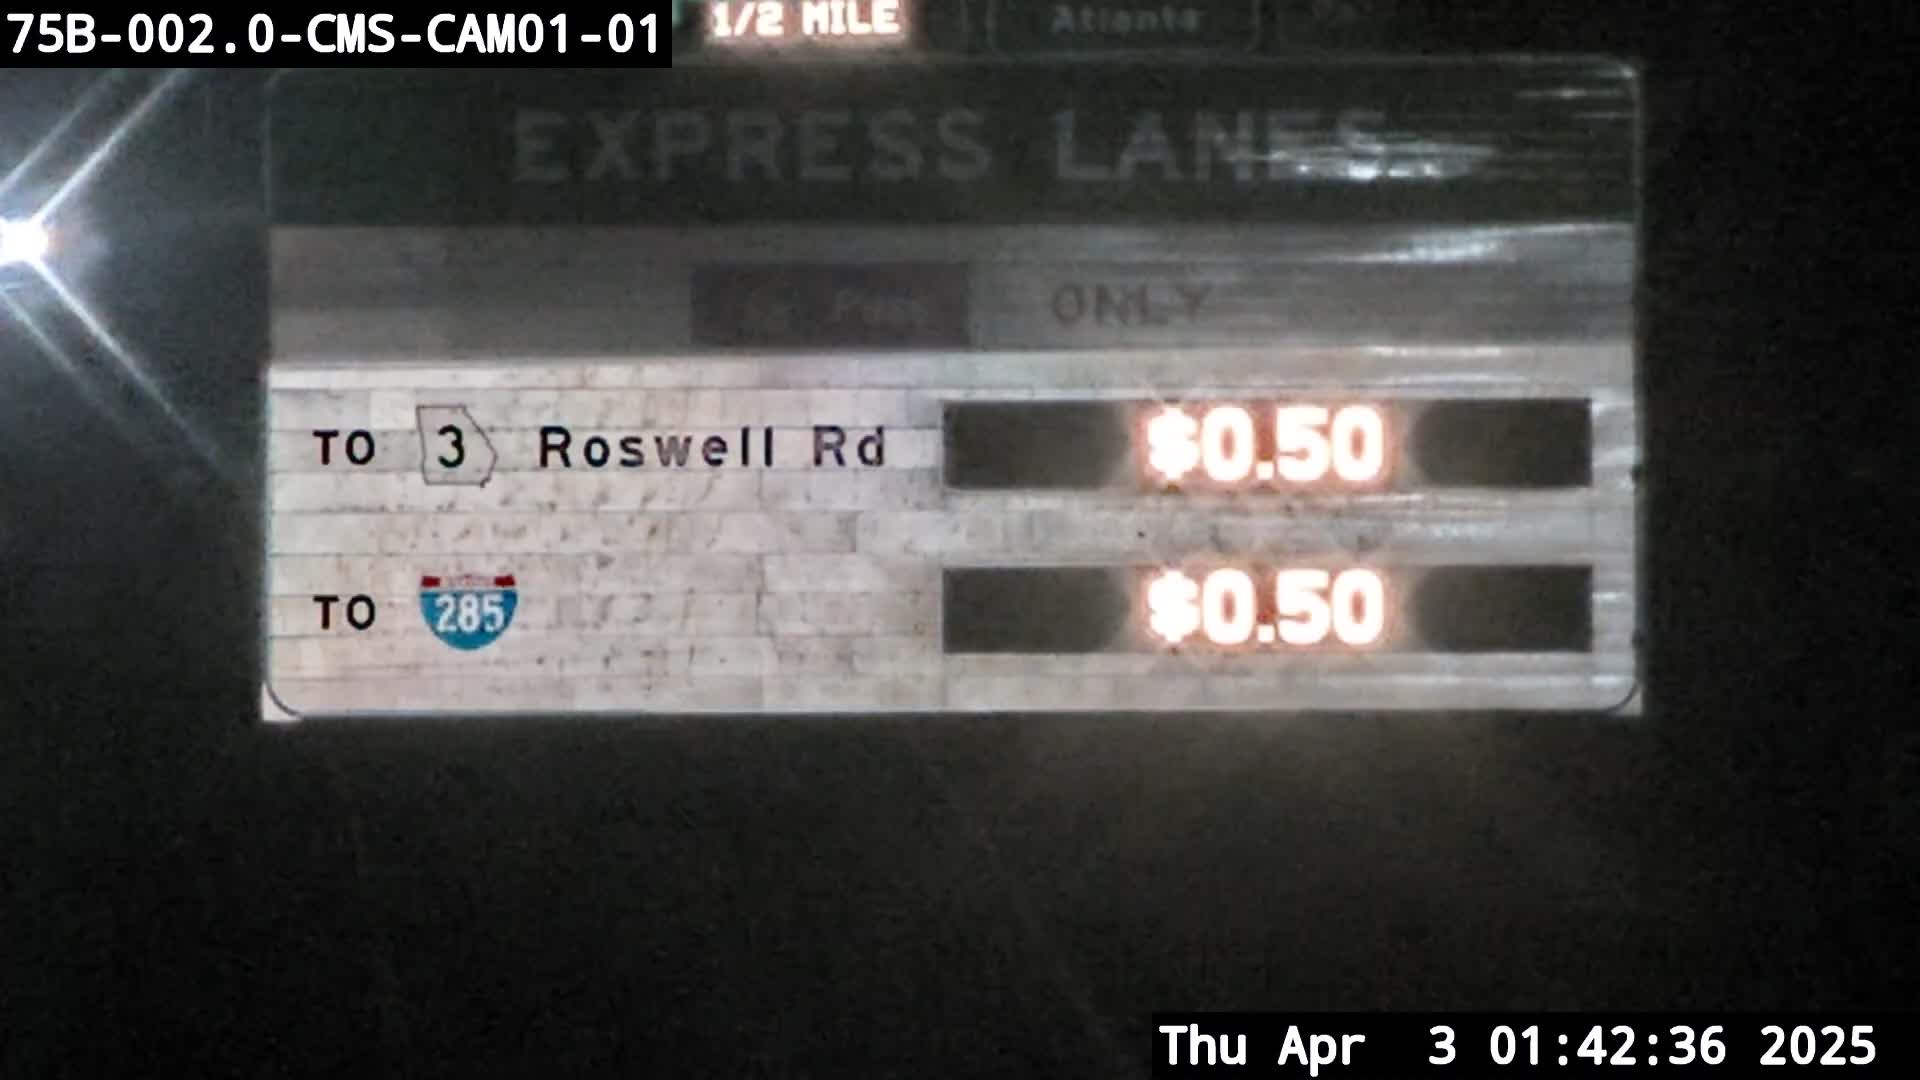 75B-002.0-CMS-CAM01-01
1/2 MILE
Atlanta
EXPRESS LANES
Pass ONLY
TO 3 Roswell Rd $0.50
TO 285 $0.50
Thu Apr 3 01:42:36 2025